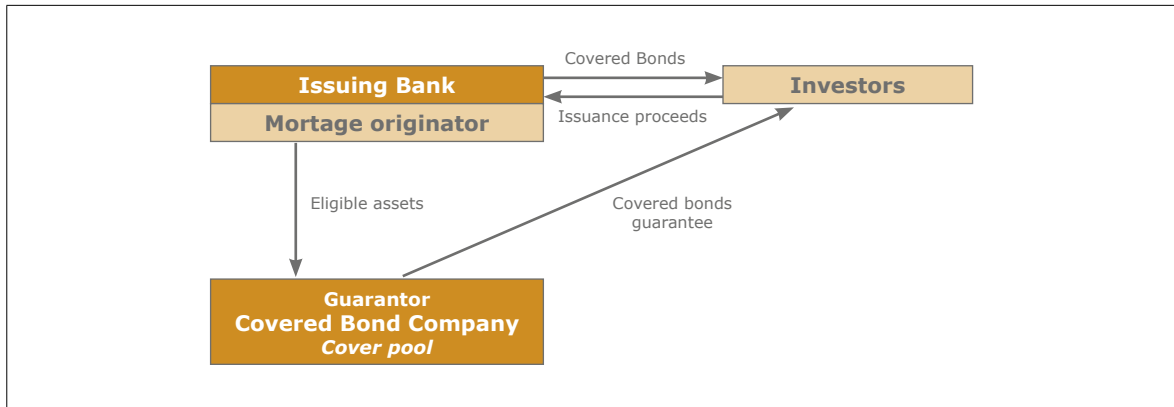 Covered Bonds
Issuing Bank
Investors
Mortage originator
Issuance proceeds
Eligible assets
Covered bonds
guarantee
Guarantor
Covered Bond Company
Cover pool